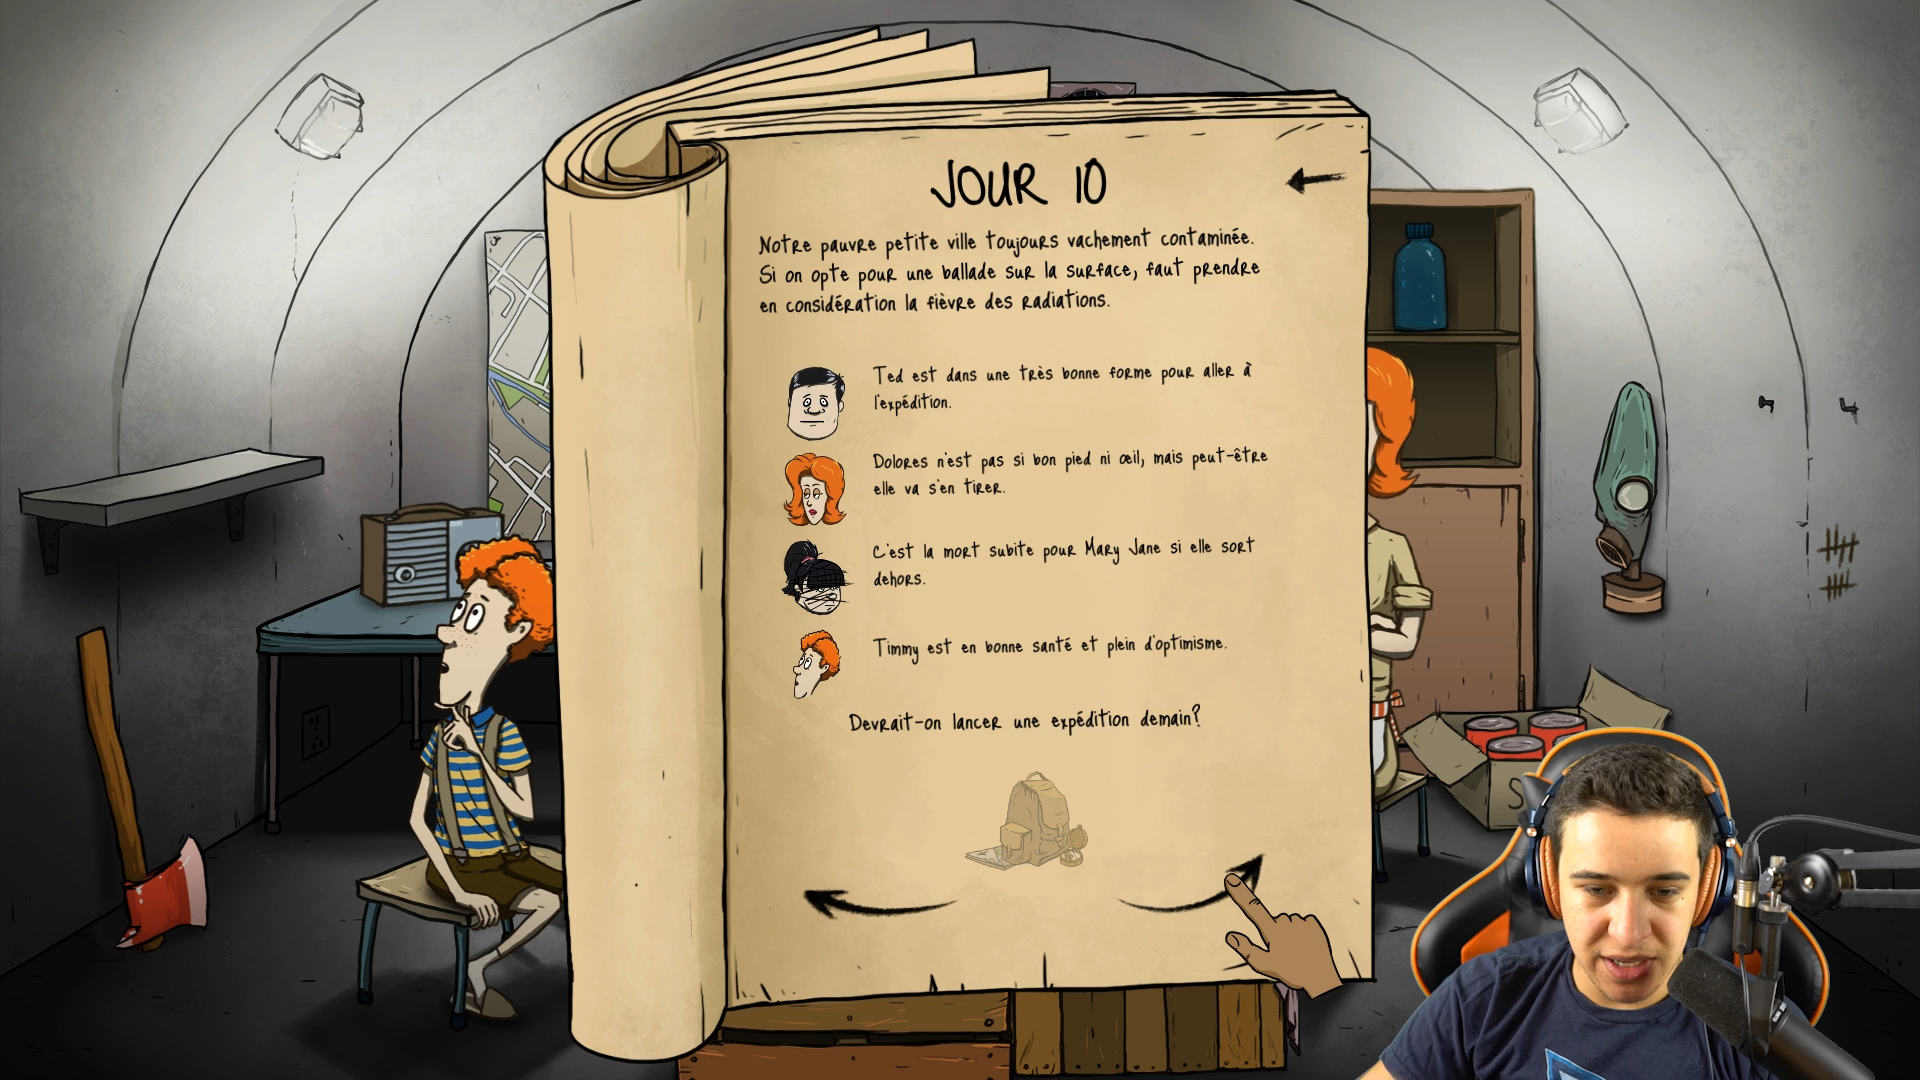 JOUR 10
Notre pauvre petite ville toujours vachement contaminée.
Si on opte pour une ballade sur la surface, faut prendre
en considération la fièvre des radiations.
Ted est dans une très bonne forme pour aller à
l'expédition.
Dolores n'est pas si bon pied ni œil, mais peut-être
elle va s'en tirer.
C'est la mort subite pour Mary Jane si elle sort
dehors.
Timmy est en bonne santé et plein d'optimisme.
Devrait-on lancer une expédition demain?